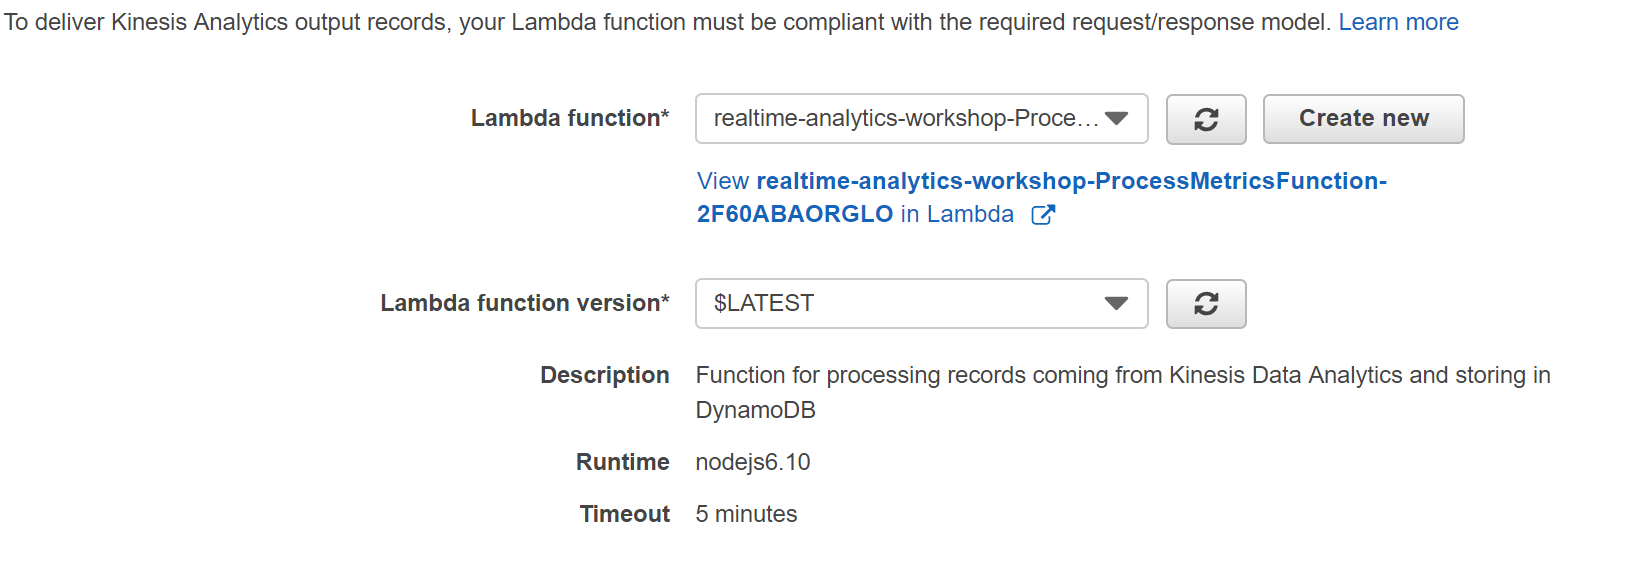 To deliver Kinesis Analytics output records, your Lambda function must be compliant with the required request/response model. Learn more
Lambda function* realtime-analytics-workshop-Proce... Create new
View realtime-analytics-workshop-ProcessMetricsFunction-
2F60ABAORGLO in Lambda
Lambda function version* $LATEST
Description Function for processing records coming from Kinesis Data Analytics and storing in
DynamoDB
Runtime nodejs6.10
Timeout 5 minutes